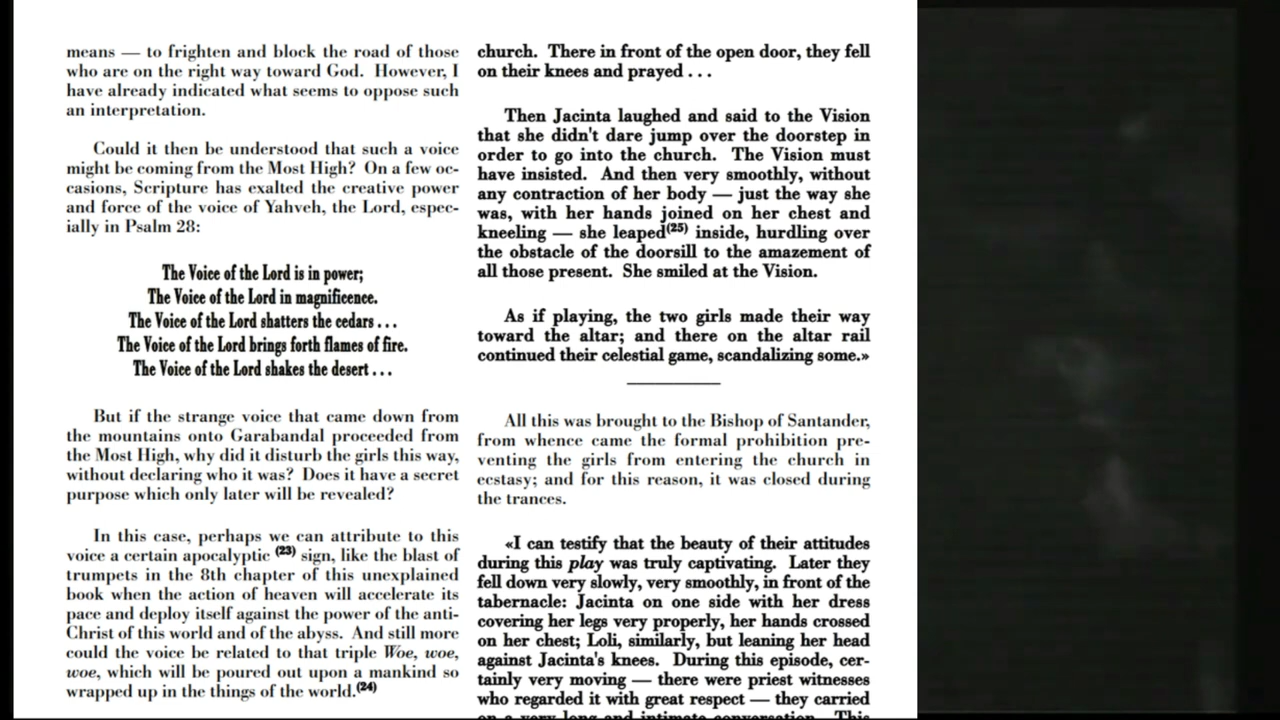 means — to frighten and block the road of those
who are on the right way toward God. However, I
have already indicated what seems to oppose such
an interpretation.
Could it then be understood that such a voice
might be coming from the Most High? On a few oc-
casions, Scripture has exalted the creative power
and force of the voice of Yahveh, the Lord, espec-
ially in Psalm 28:
The Voice of the Lord is in power;
The Voice of the Lord in magnificence.
The Voice of the Lord shatters the cedars . . .
The Voice of the Lord brings forth flames of fire.
The Voice of the Lord shakes the desert . . .
But if the strange voice that came down from
the mountains onto Garabandal proceeded from
the Most High, why did it disturb the girls this way,
without declaring who it was? Does it have a secret
purpose which only later will be revealed?
In this case, perhaps we can attribute to this
voice a certain apocalyptic (23) sign, like the blast of
trumpets in the 8th chapter of this unexplained
book when the action of heaven will accelerate its
pace and deploy itself against the power of the anti-
Christ of this world and of the abyss. And still more
could the voice be related to that triple Woe, woe,
woe, which will be poured out upon a mankind so
wrapped up in the things of the world.(24)
church. There in front of the open door, they fell
on their knees and prayed . . .
Then Jacinta laughed and said to the Vision
that she didn't dare jump over the doorstep in
order to go into the church. The Vision must
have insisted. And then very smoothly, without
any contraction of her body — just the way she
was, with her hands joined on her chest and
kneeling — she leaped(25) inside, hurdling over
the obstacle of the doorsill to the amazement of
all those present. She smiled at the Vision.
As if playing, the two girls made their way
toward the altar; and there on the altar rail
continued their celestial game, scandalizing some.»
All this was brought to the Bishop of Santander,
from whence came the formal prohibition pre-
venting the girls from entering the church in
ecstasy; and for this reason, it was closed during
the trances.
«I can testify that the beauty of their attitudes
during this play was truly captivating. Later they
fell down very slowly, very smoothly, in front of the
tabernacle: Jacinta on one side with her dress
covering her legs very properly, her hands crossed
on her chest; Loli, similarly, but leaning her head
against Jacinta's knees. During this episode, cer-
tainly very moving — there were priest witnesses
who regarded it with great respect — they carried
on a very long and intimate conversation. This